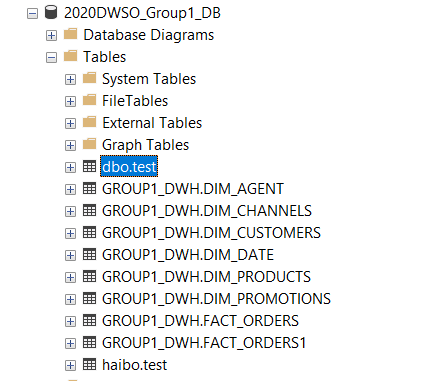 2020DWSO_Group1_DB
Database Diagrams
Tables
System Tables
FileTables
External Tables
Graph Tables
dbo.test
GROUP1_DWH.DIM_AGENT
GROUP1_DWH.DIM_CHANNELS
GROUP1_DWH.DIM_CUSTOMERS
GROUP1_DWH.DIM_DATE
GROUP1_DWH.DIM_PRODUCTS
GROUP1_DWH.DIM_PROMOTIONS
GROUP1_DWH.FACT_ORDERS
GROUP1_DWH.FACT_ORDERS1
haibo.test